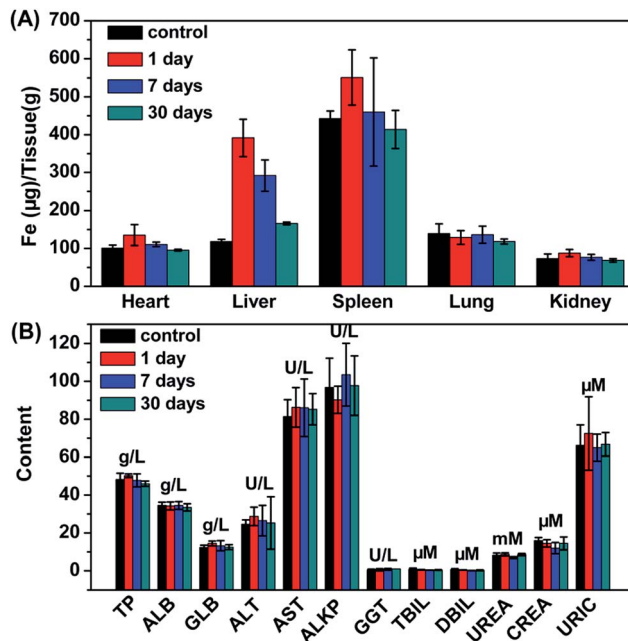 (A)
700
600
500
400
300
200
100
0
Fe (µg)/Tissue(g)
control
1 day
7 days
30 days
Heart Liver Spleen Lung Kidney
(B)
120
100
80
60
40
20
0
Content
control
1 day
7 days
30 days
g/L g/L g/L U/L U/L U/L U/L µM µM mM µM µM
TP ALB GLB ALT AST ALKP GGT TBIL DBIL UREA CREA URIC